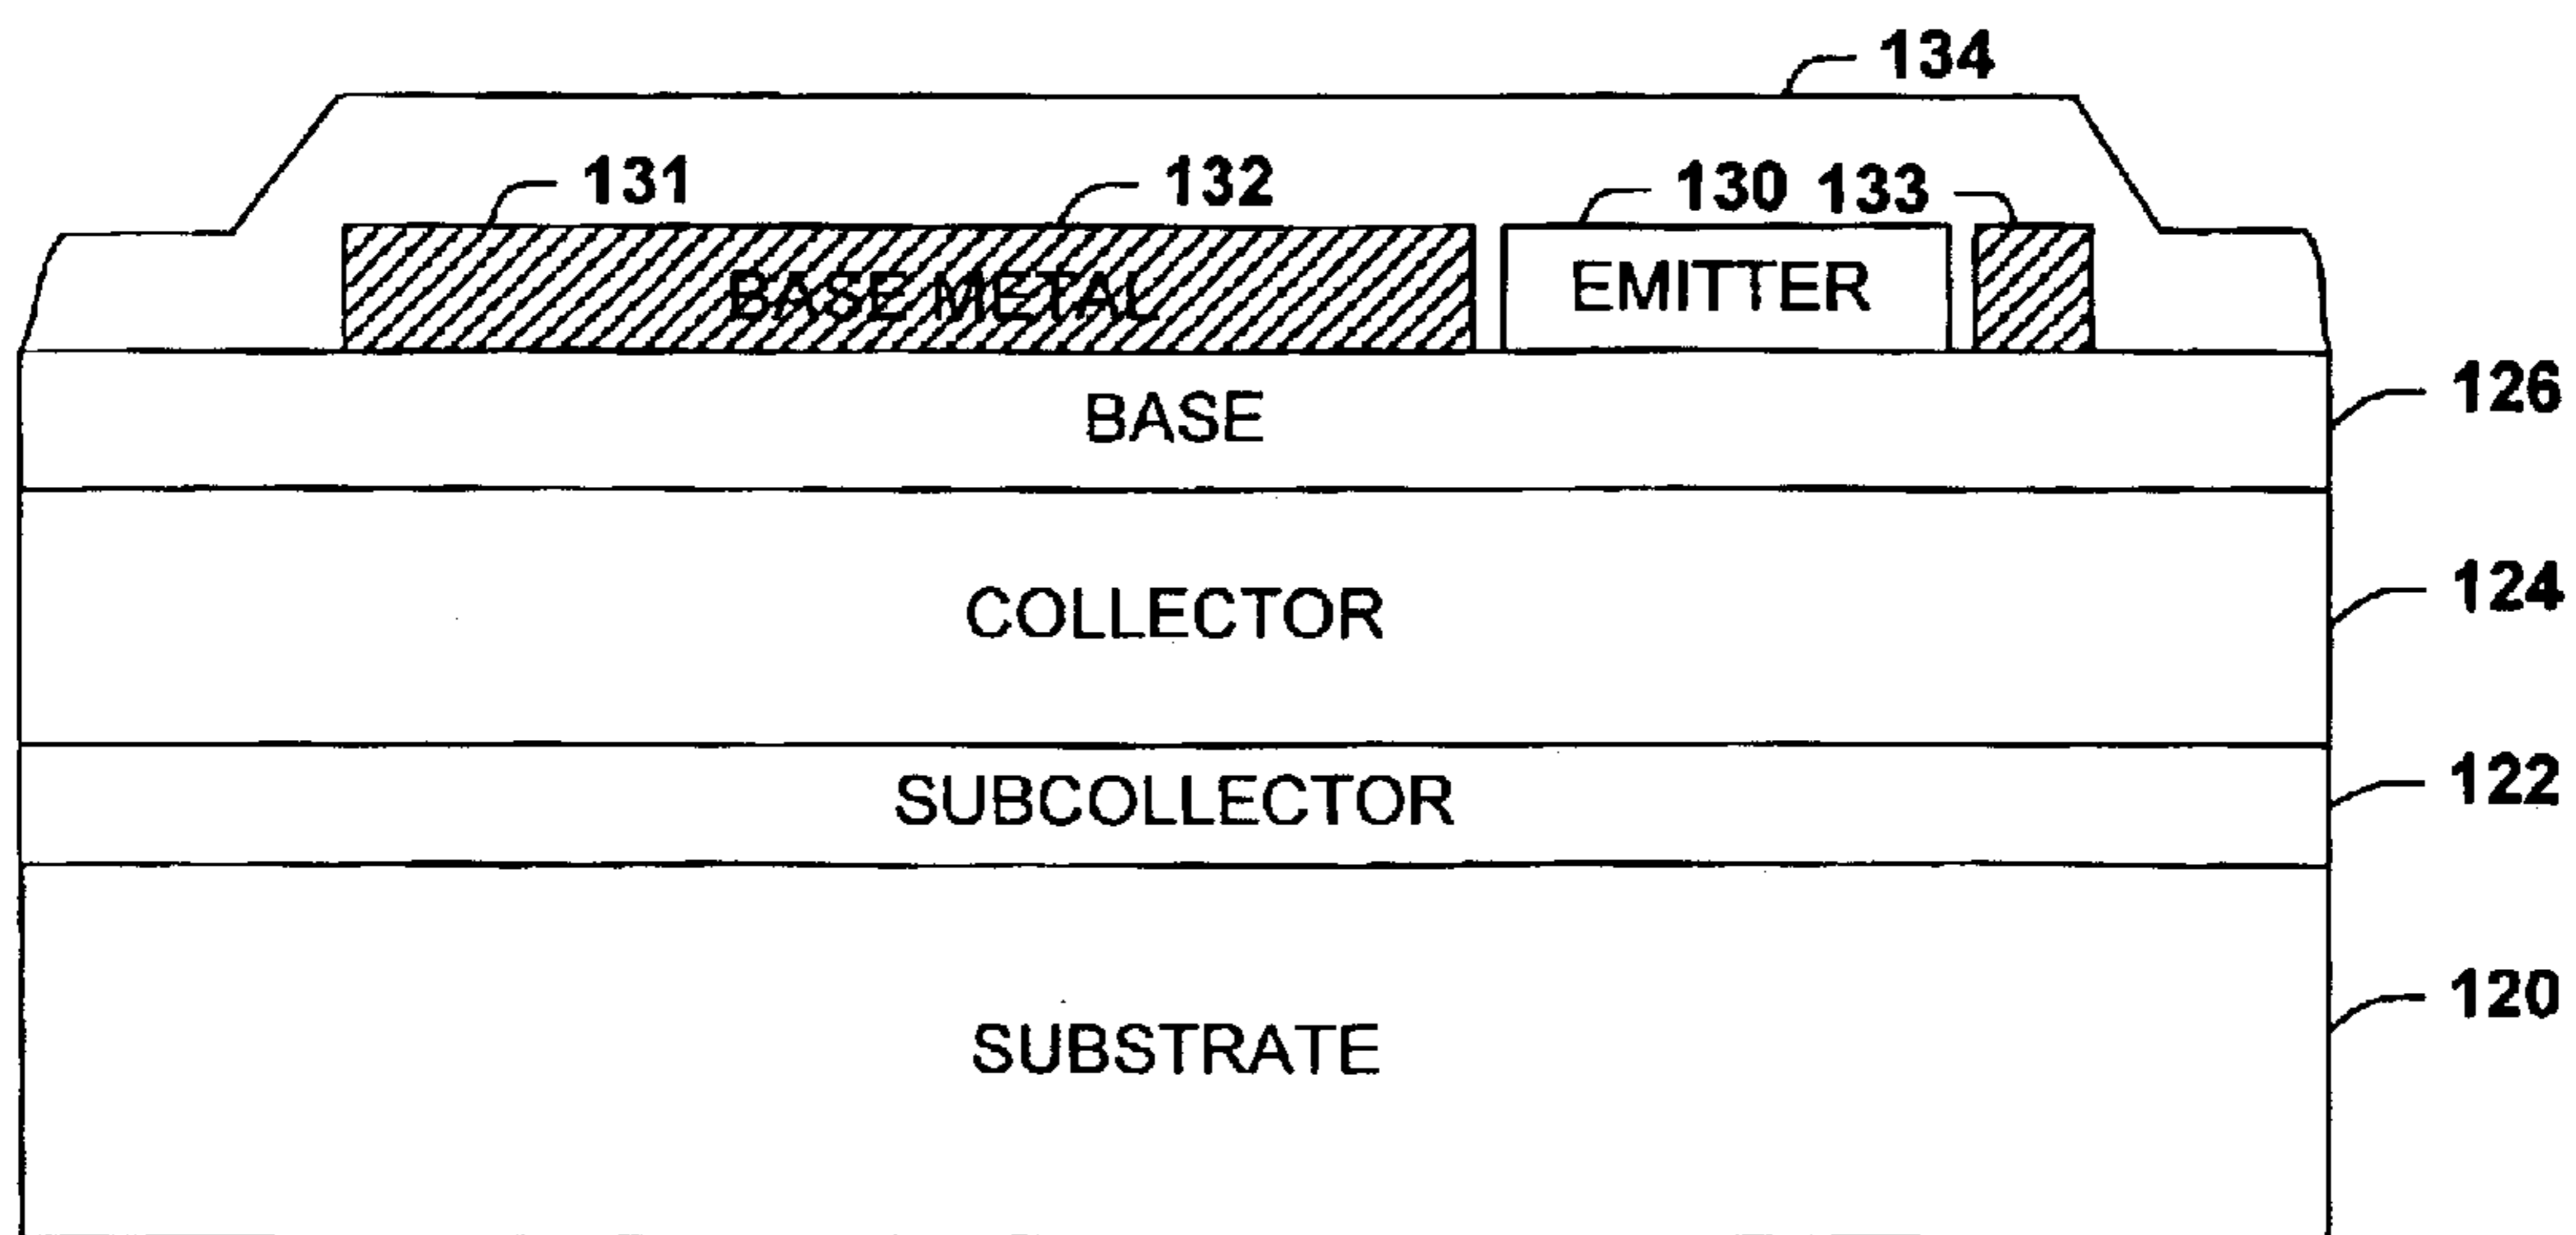 134
131
132
130
133
BASE METAL
EMITTER
126
BASE
124
COLLECTOR
122
SUBCOLLECTOR
120
SUBSTRATE